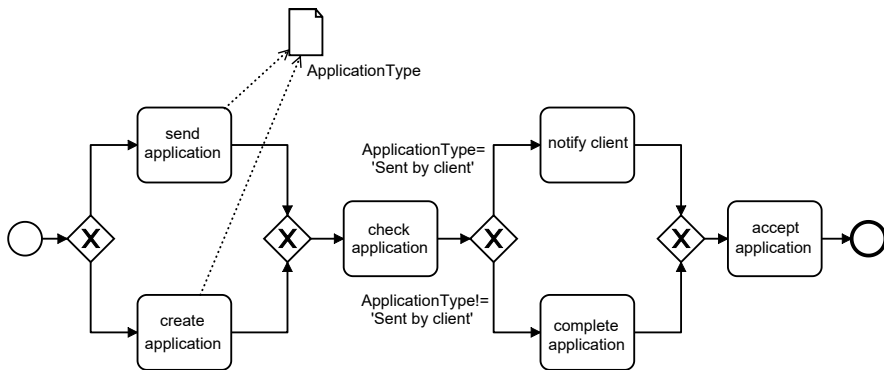 ApplicationType
send
application
ApplicationType=
'Sent by client'
notify client
X
X
check
application
X
X
accept
application
create
application
ApplicationType!=
'Sent by client'
complete
application